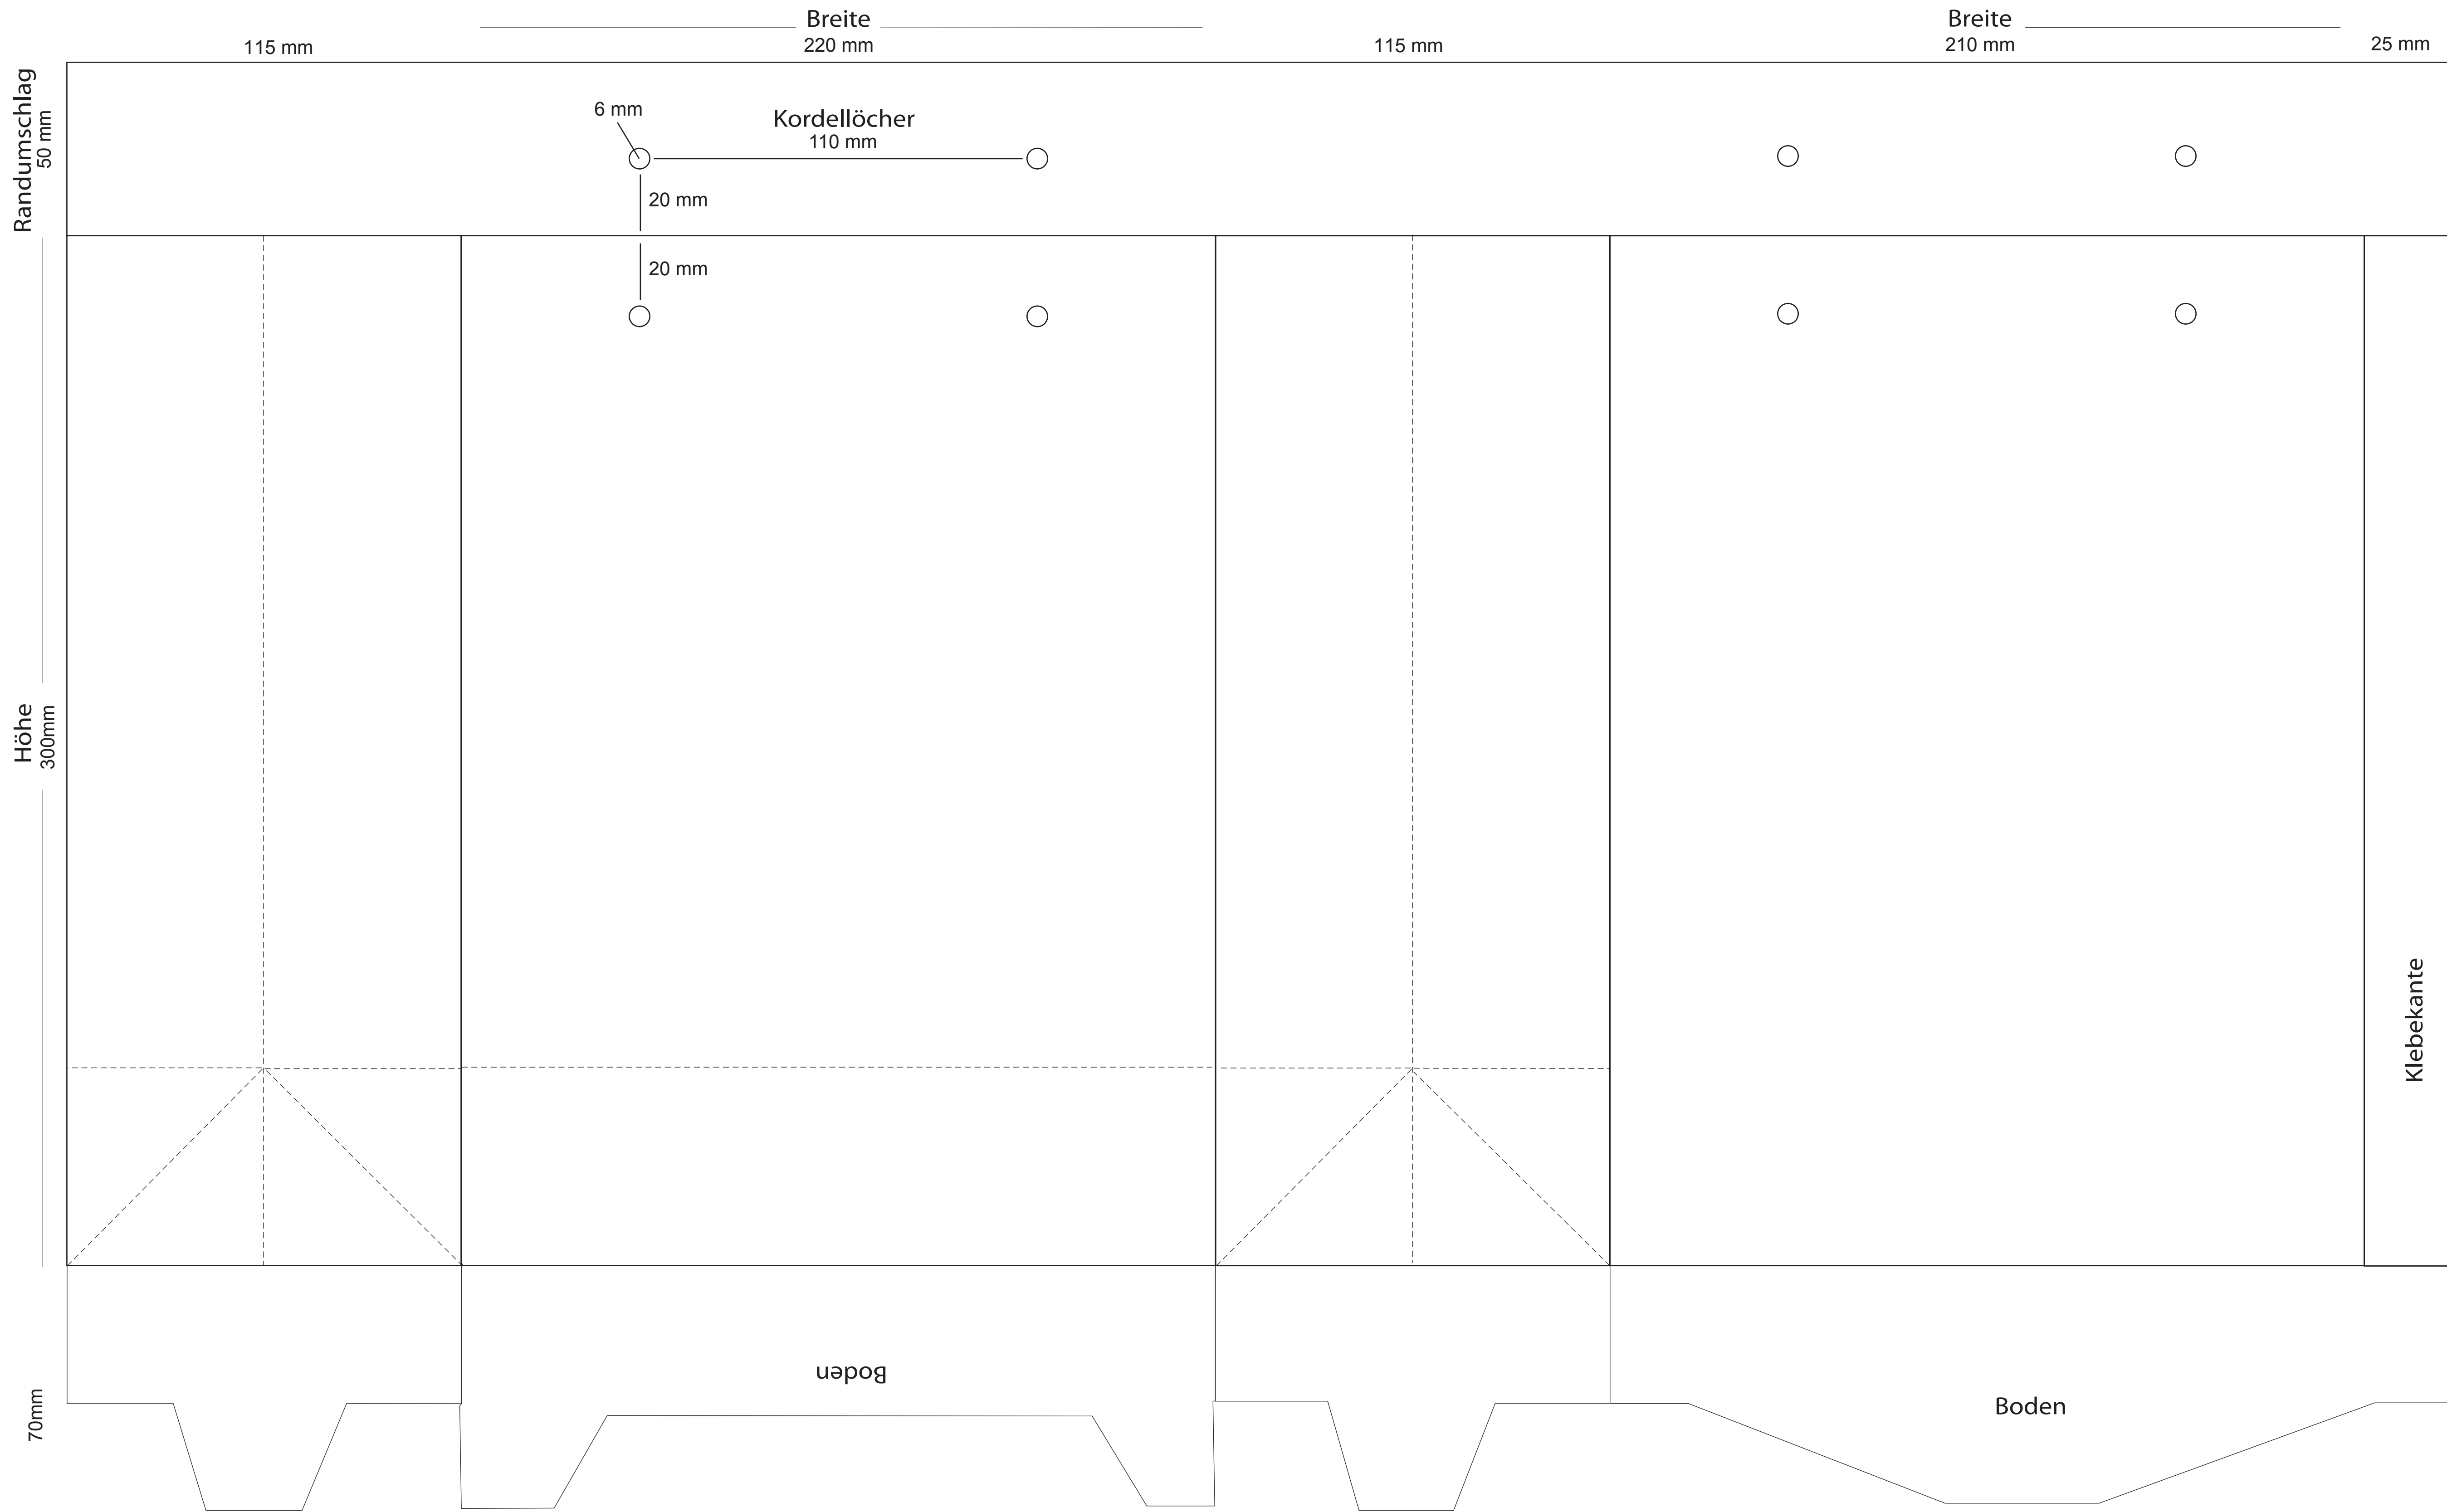 Breite
220 mm
Breite
210 mm
115 mm
115 mm
25 mm
Randumschlag
50 mm
6 mm
Kordellöcher
110 mm
20 mm
20 mm
Höhe
300mm
Klebekante
Boden
Boden
70mm